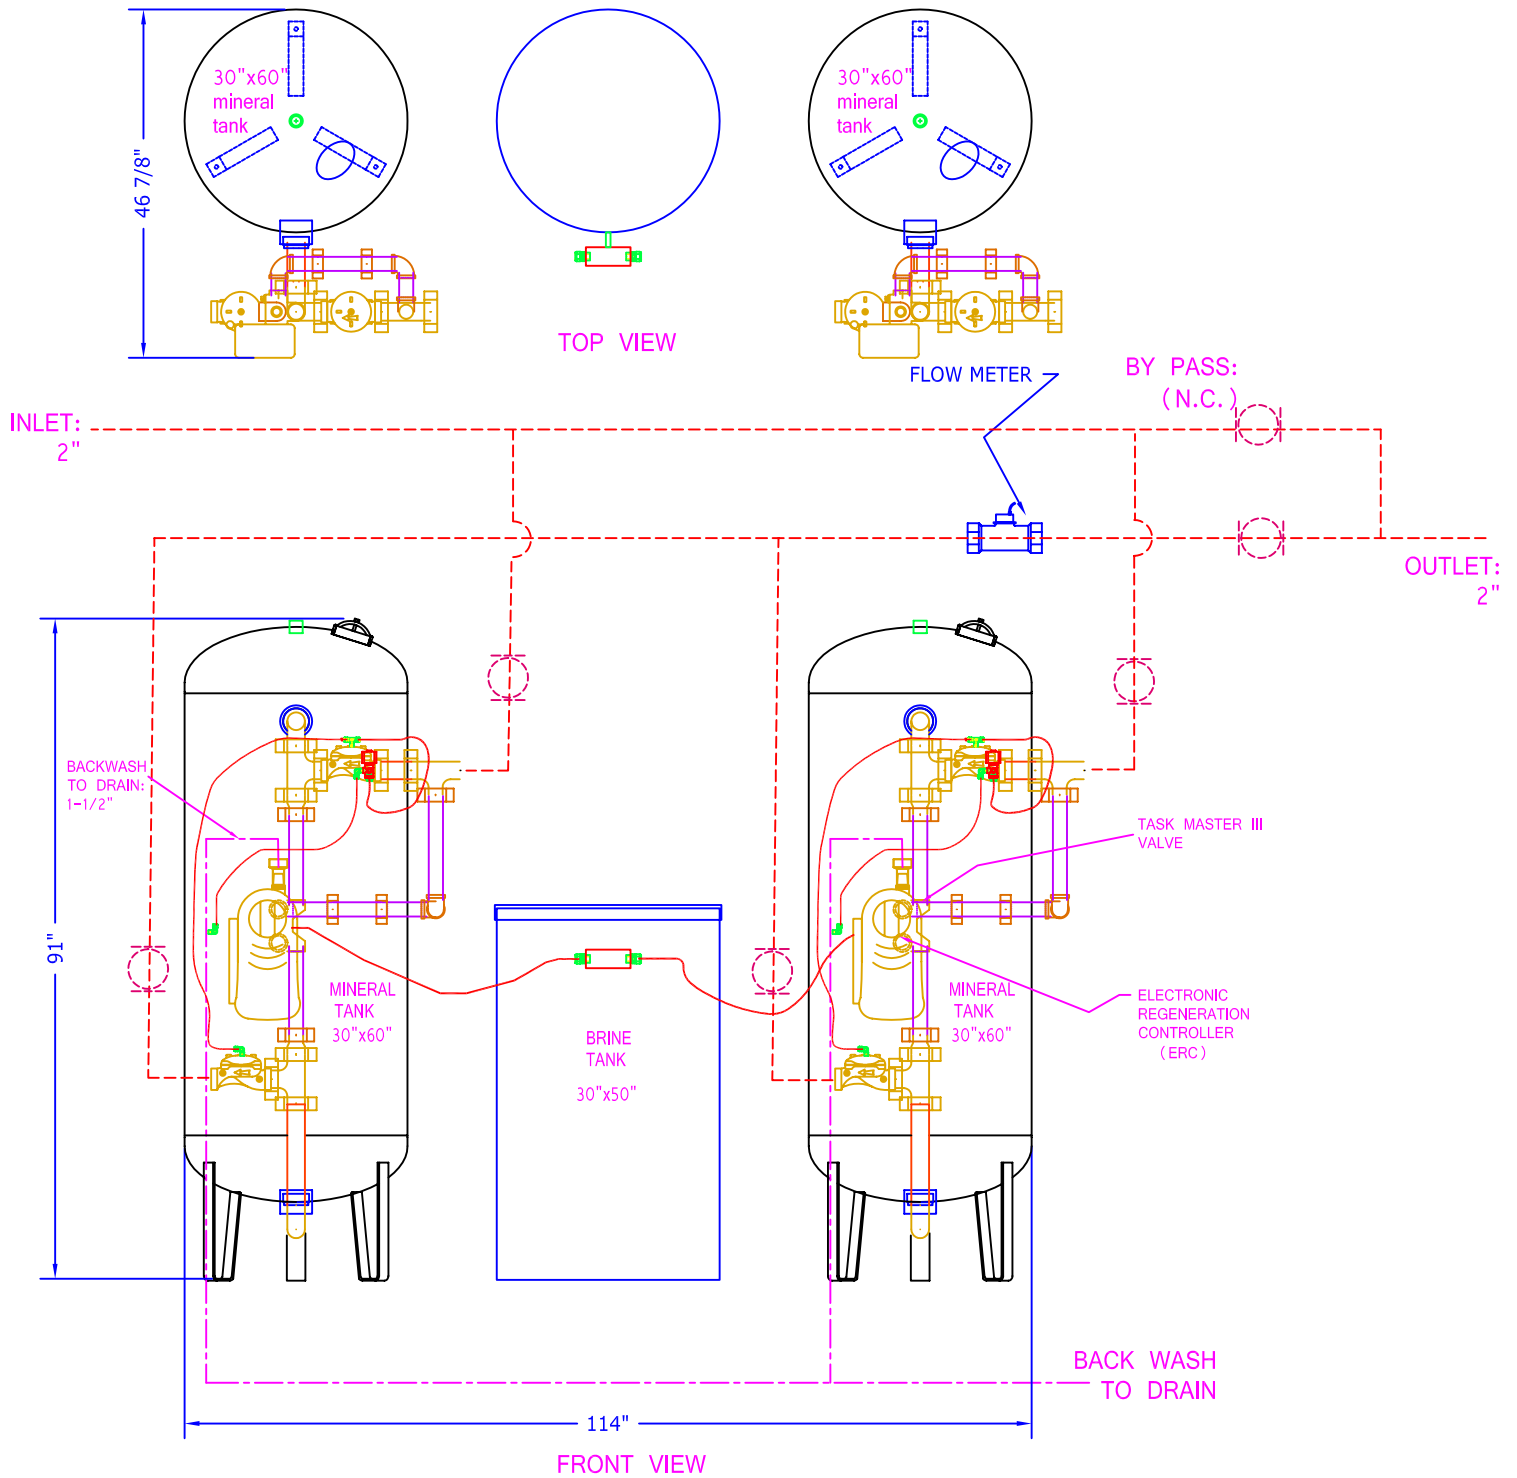 30"x60"
mineral
tank
30"x60"
mineral
tank
46 7/8"
TOP VIEW
FLOW METER
BY PASS:
(N.C.)
INLET:
2"
OUTLET:
2"
BACKWASH
TO DRAIN:
1-1/2"
TASK MASTER III
VALVE
91"
MINERAL
TANK
30"x60"
MINERAL
TANK
30"x60"
ELECTRONIC
REGENERATION
CONTROLLER
(ERC)
BRINE
TANK
30"x50"
BACK WASH
TO DRAIN
114"
FRONT VIEW